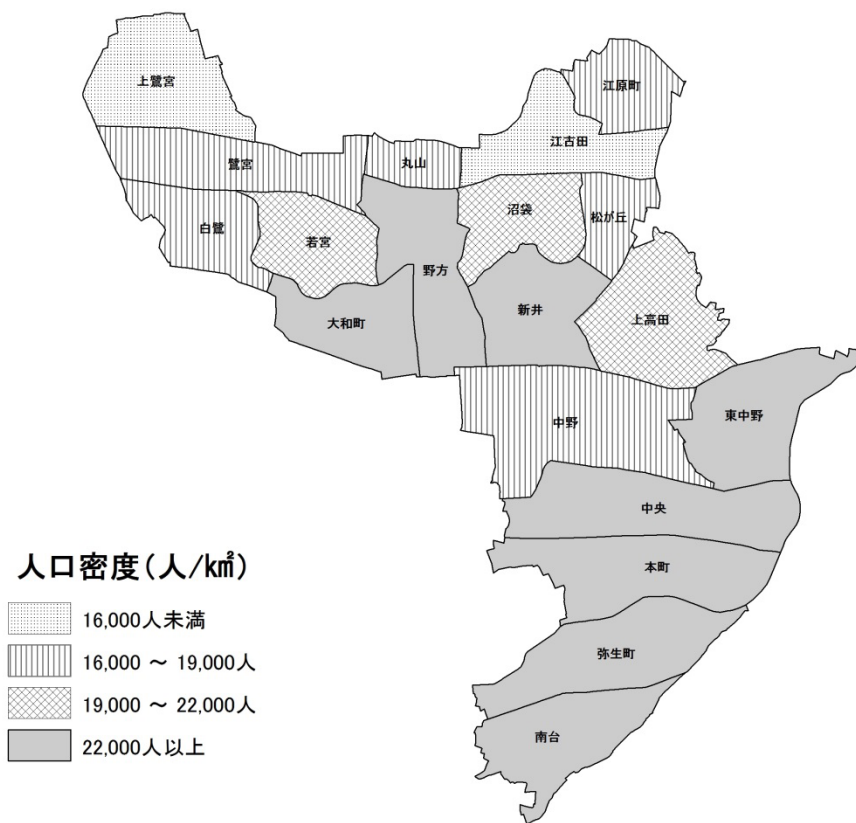 上鷺宮
江原町
江古田
丸山
鷺宮
沼袋
松が丘
白鷺
若宮
野方
新井
上高田
大和町
東中野
中野
中央
本町
弥生町
南台
人口密度(人/k㎡)
16,000人未満
16,000 ～ 19,000人
19,000 ～ 22,000人
22,000人以上